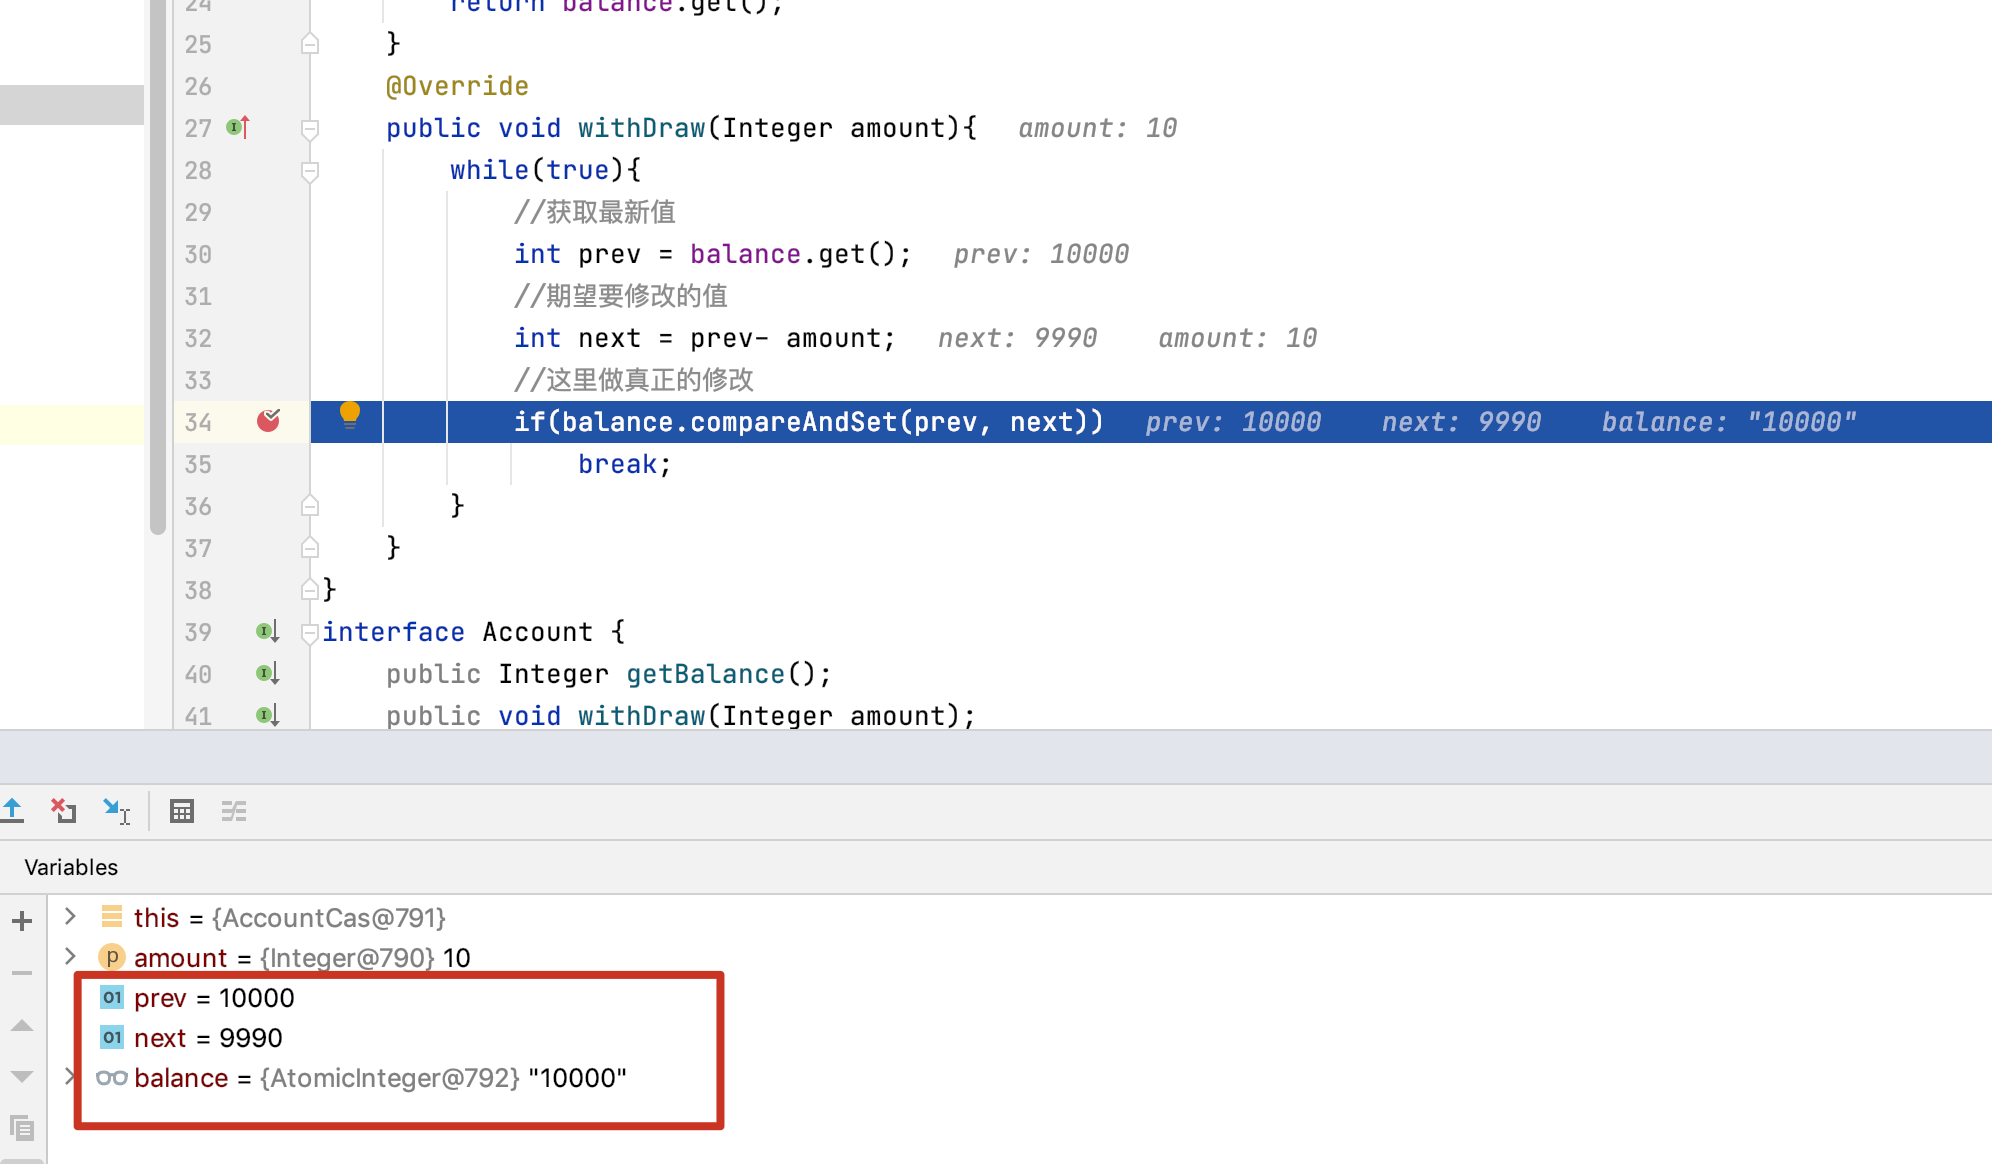 24 return balance.get();
25 }
26 @Override
27 public void withDraw(Integer amount){ amount: 10
28 while(true){
29 //获取最新值
30 int prev = balance.get(); prev: 10000
31 //期望要修改的值
32 int next = prev- amount; next: 9990 amount: 10
33 //这里做真正的修改
34 if(balance.compareAndSet(prev, next)) prev: 10000 next: 9990 balance: "10000"
35 break;
36 }
37 }
38 }
39 interface Account {
40 public Integer getBalance();
41 public void withDraw(Integer amount);
Variables
this = {AccountCas@791}
p amount = {Integer@790} 10
01 prev = 10000
01 next = 9990
balance = {AtomicInteger@792} "10000"